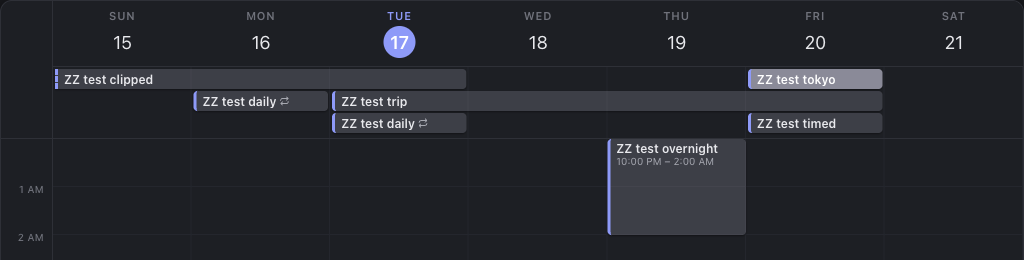 SUN MON TUE WED THU FRI SAT
15 16 17 18 19 20 21
ZZ test clipped ZZ test tokyo
ZZ test daily ZZ test trip
ZZ test daily ZZ test timed
ZZ test overnight
10:00 PM – 2:00 AM
1 AM
2 AM